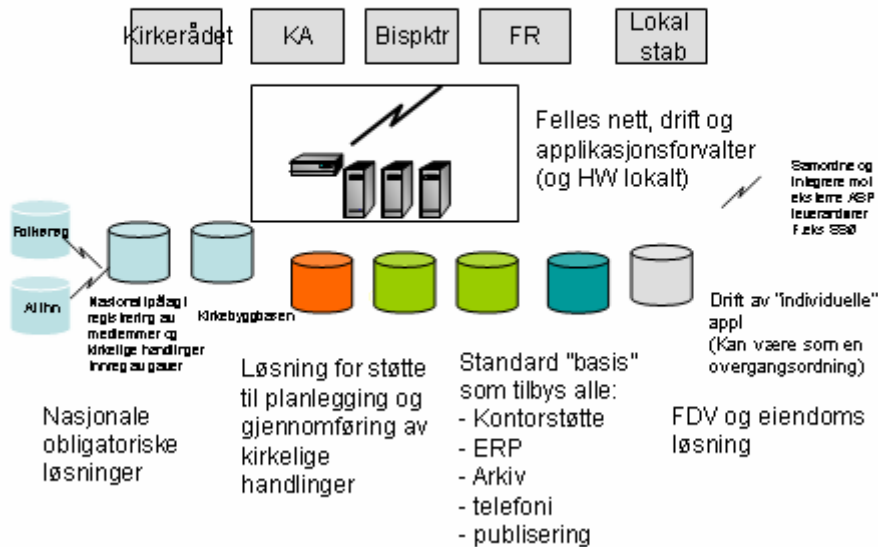 Kirkerådet
KA
Bispktr
FR
Lokal
stab
Felles nett, drift og
applikasjonsforvalter
(og HW lokalt)
Samordne og
integrere mot
eksterne ASP
leverandører
F.eks SSØ
Folkereg
Al Inn
Nasjonal pålagt
registrering av
medlemmer og
kirkelige handlinger
Innreg av gaver
Kirkebyggbasen
Drift av "individuelle"
appl
(Kan være som en
overgangsordning)
Nasjonale
obligatoriske
løsninger
Løsning for støtte
til planlegging og
gjennomføring av
kirkelige
handlinger
Standard "basis"
som tilbys alle:
- Kontorstøtte
- ERP
- Arkiv
- telefoni
- publisering
FDV og eiendoms
løsning